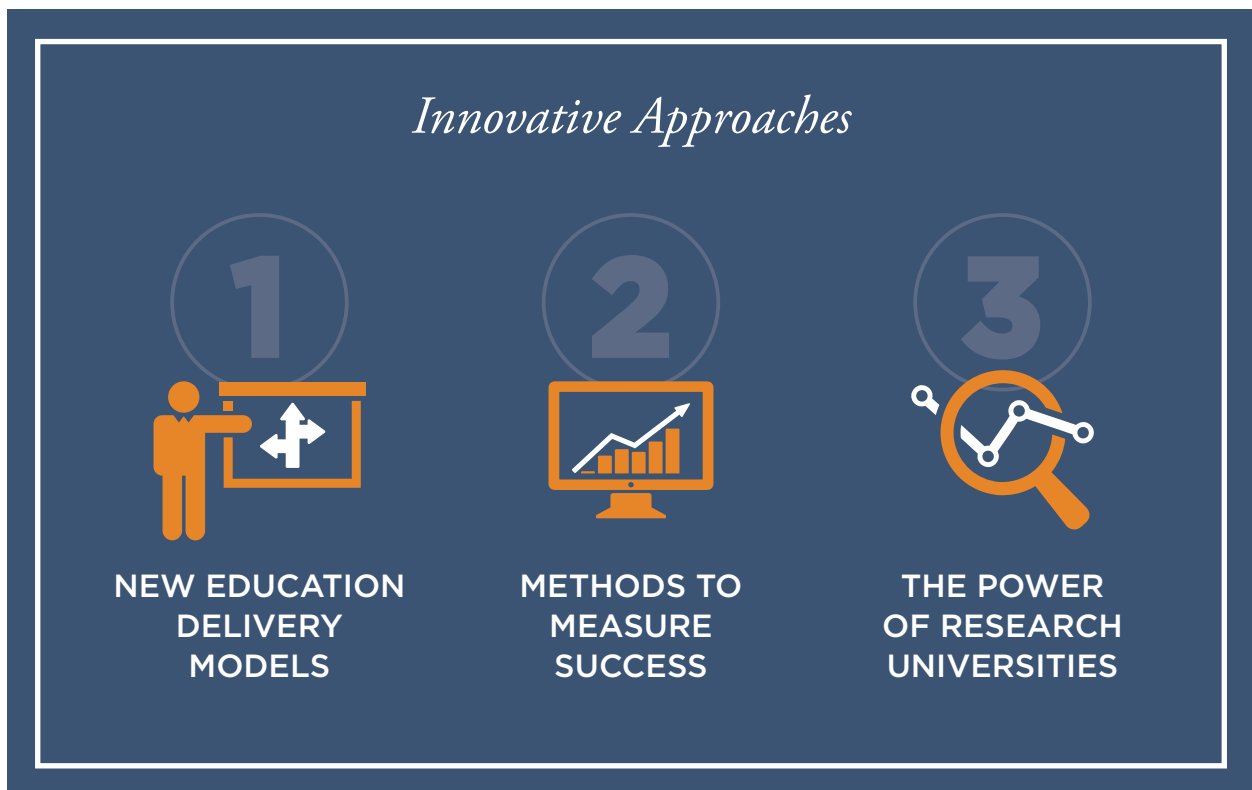 Innovative Approaches
1
2
3
NEW EDUCATION
DELIVERY
MODELS
METHODS TO
MEASURE
SUCCESS
THE POWER
OF RESEARCH
UNIVERSITIES